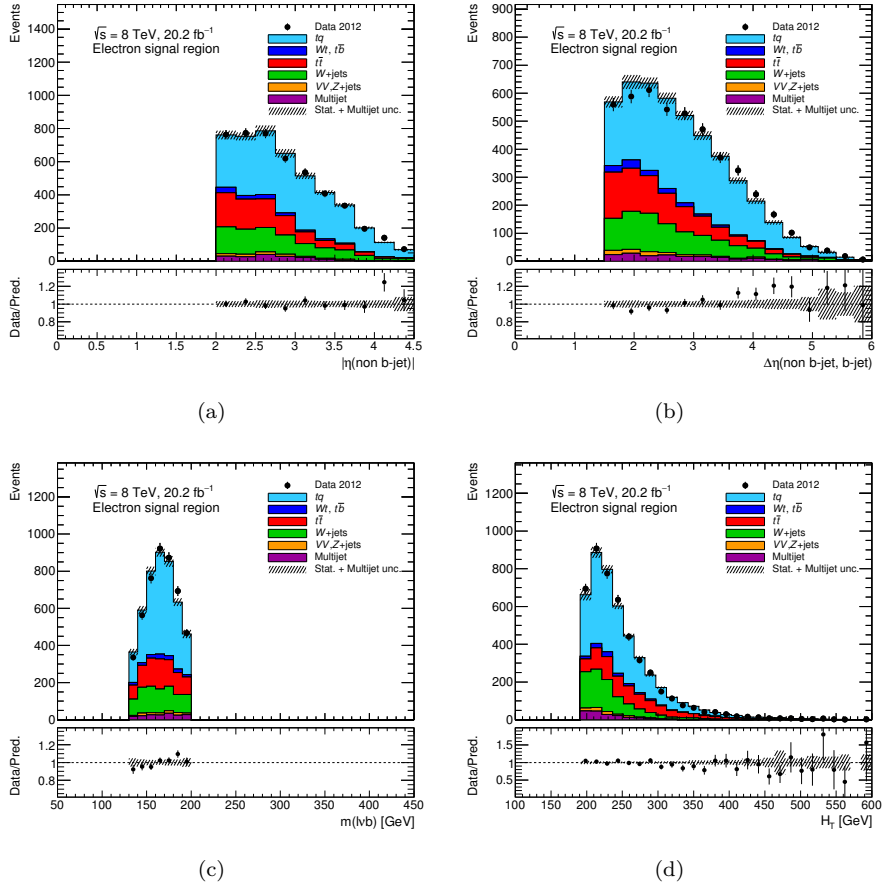 Events
1400
1200
1000
800
600
400
200
0
√s = 8 TeV, 20.2 fb⁻¹
Electron signal region
Data 2012
tq
Wt, tb̅
tt̅
W+jets
VV,Z+jets
Multijet
Stat. + Multijet unc.
Data/Pred.
1.2
1
0.8
0 0.5 1 1.5 2 2.5 3 3.5 4 4.5
|η(non b-jet)|
(a)
Events
900
800
700
600
500
400
300
200
100
0
√s = 8 TeV, 20.2 fb⁻¹
Electron signal region
Data 2012
tq
Wt, tb̅
tt̅
W+jets
VV,Z+jets
Multijet
Stat. + Multijet unc.
Data/Pred.
1.2
1
0.8
0 1 2 3 4 5 6
Δη(non b-jet, b-jet)
(b)
Events
1200
1000
800
600
400
200
0
√s = 8 TeV, 20.2 fb⁻¹
Electron signal region
Data 2012
tq
Wt, tb̅
tt̅
W+jets
VV,Z+jets
Multijet
Stat. + Multijet unc.
Data/Pred.
1.2
1
0.8
50 100 150 200 250 300 350 400 450
m(lνb) [GeV]
(c)
Events
1200
1000
800
600
400
200
0
√s = 8 TeV, 20.2 fb⁻¹
Electron signal region
Data 2012
tq
Wt, tb̅
tt̅
W+jets
VV,Z+jets
Multijet
Stat. + Multijet unc.
Data/Pred.
1.5
1
0.5
100 150 200 250 300 350 400 450 500 550 600
H_T [GeV]
(d)